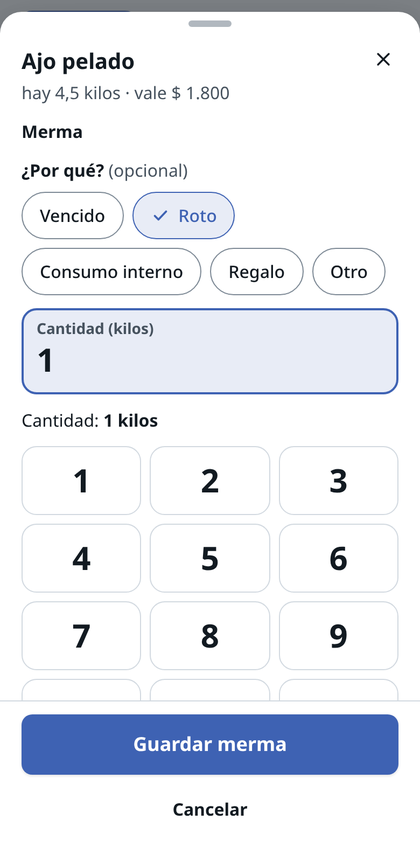 Ajo pelado
hay 4,5 kilos · vale $ 1.800
Merma
¿Por qué? (opcional)
Vencido
Roto
Consumo interno
Regalo
Otro
Cantidad (kilos)
1
Cantidad: 1 kilos
1 2 3
4 5 6
7 8 9
Guardar merma
Cancelar